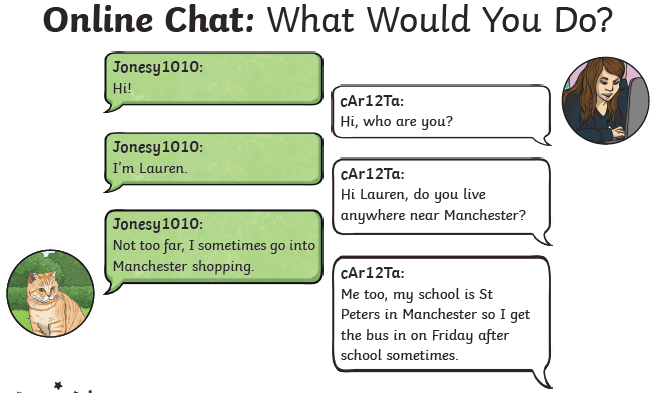 Online Chat: What Would You Do?
Jonesy1010:
Hi!
cAr12Ta:
Hi, who are you?
Jonesy1010:
I'm Lauren.
cAr12Ta:
Hi Lauren, do you live
anywhere near Manchester?
Jonesy1010:
Not too far, I sometimes go into
Manchester shopping.
cAr12Ta:
Me too, my school is St
Peters in Manchester so I get
the bus in on Friday after
school sometimes.